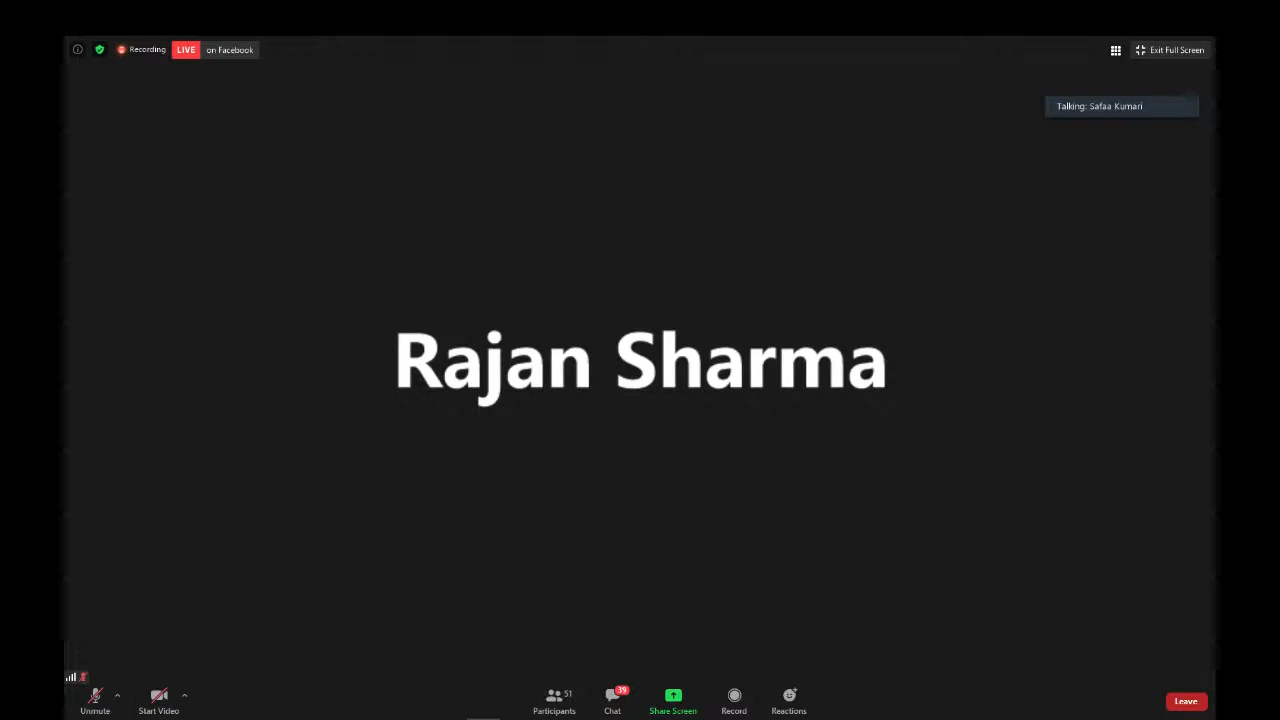 Recording LIVE on Facebook Exit Full Screen
Talking: Safaa Kumari
Rajan Sharma
51 39
Unmute Start Video Participants Chat Share Screen Record Reactions Leave